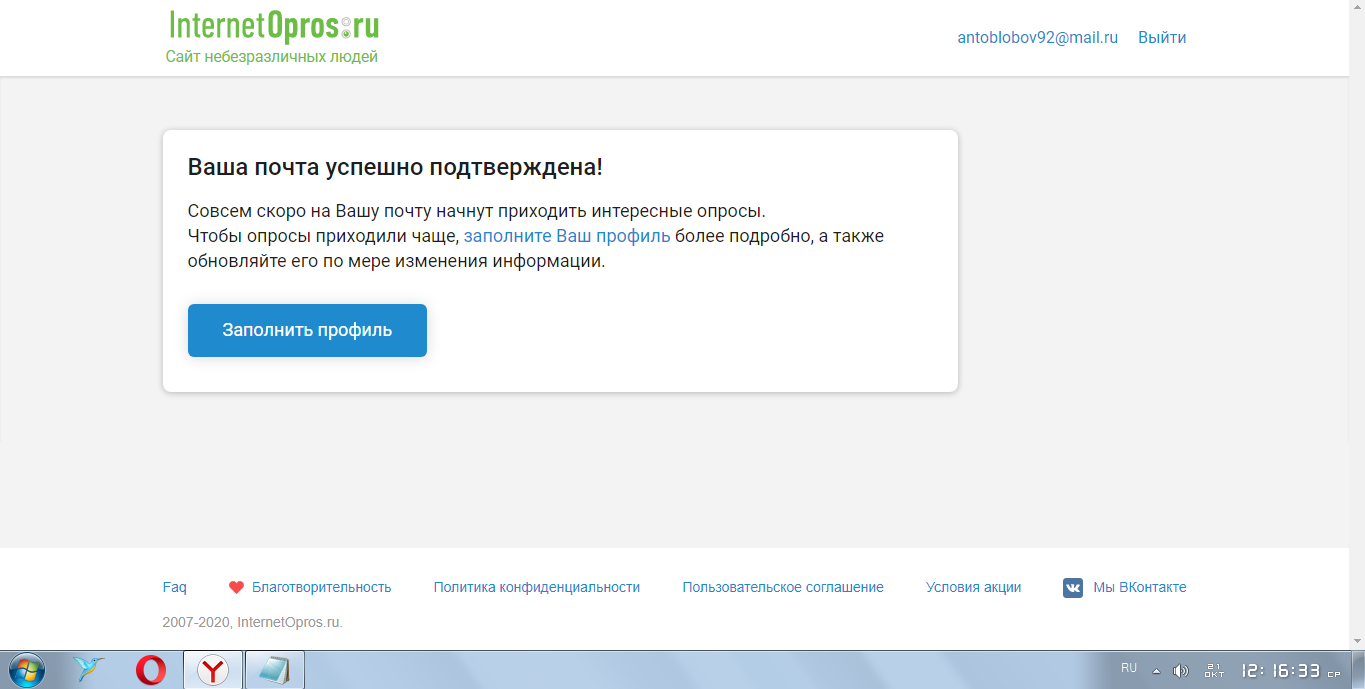 InternetOpros.ru
Сайт небезразличных людей
antoblobov92@mail.ru Выйти
Ваша почта успешно подтверждена!
Совсем скоро на Вашу почту начнут приходить интересные опросы.
Чтобы опросы приходили чаще, заполните Ваш профиль более подробно, а также
обновляйте его по мере изменения информации.
Заполнить профиль
Faq Благотворительность Политика конфиденциальности Пользовательское соглашение Условия акции Мы ВКонтакте
2007-2020, InternetOpros.ru.
RU 21 ОКТ 12:16:33 СР